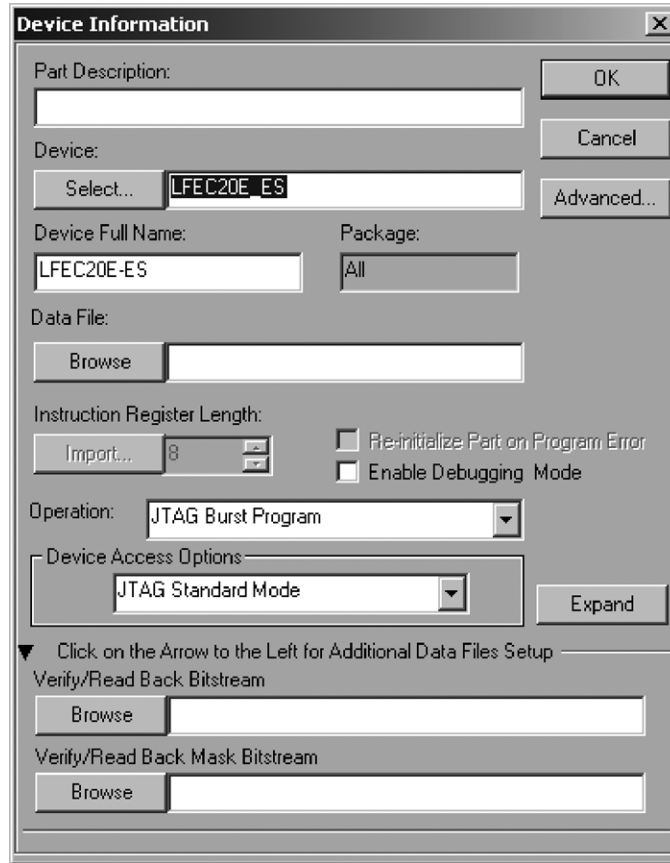 Device Information
Part Description:
OK
Device:
Cancel
Select... LFEC20E_ES
Advanced...
Device Full Name: Package:
LFEC20E-ES All
Data File:
Browse
Instruction Register Length:
Import... 8 Re-initialize Part on Program Error
Enable Debugging Mode
Operation: JTAG Burst Program
Device Access Options
JTAG Standard Mode
Expand
Click on the Arrow to the Left for Additional Data Files Setup
Verify/Read Back Bitstream
Browse
Verify/Read Back Mask Bitstream
Browse